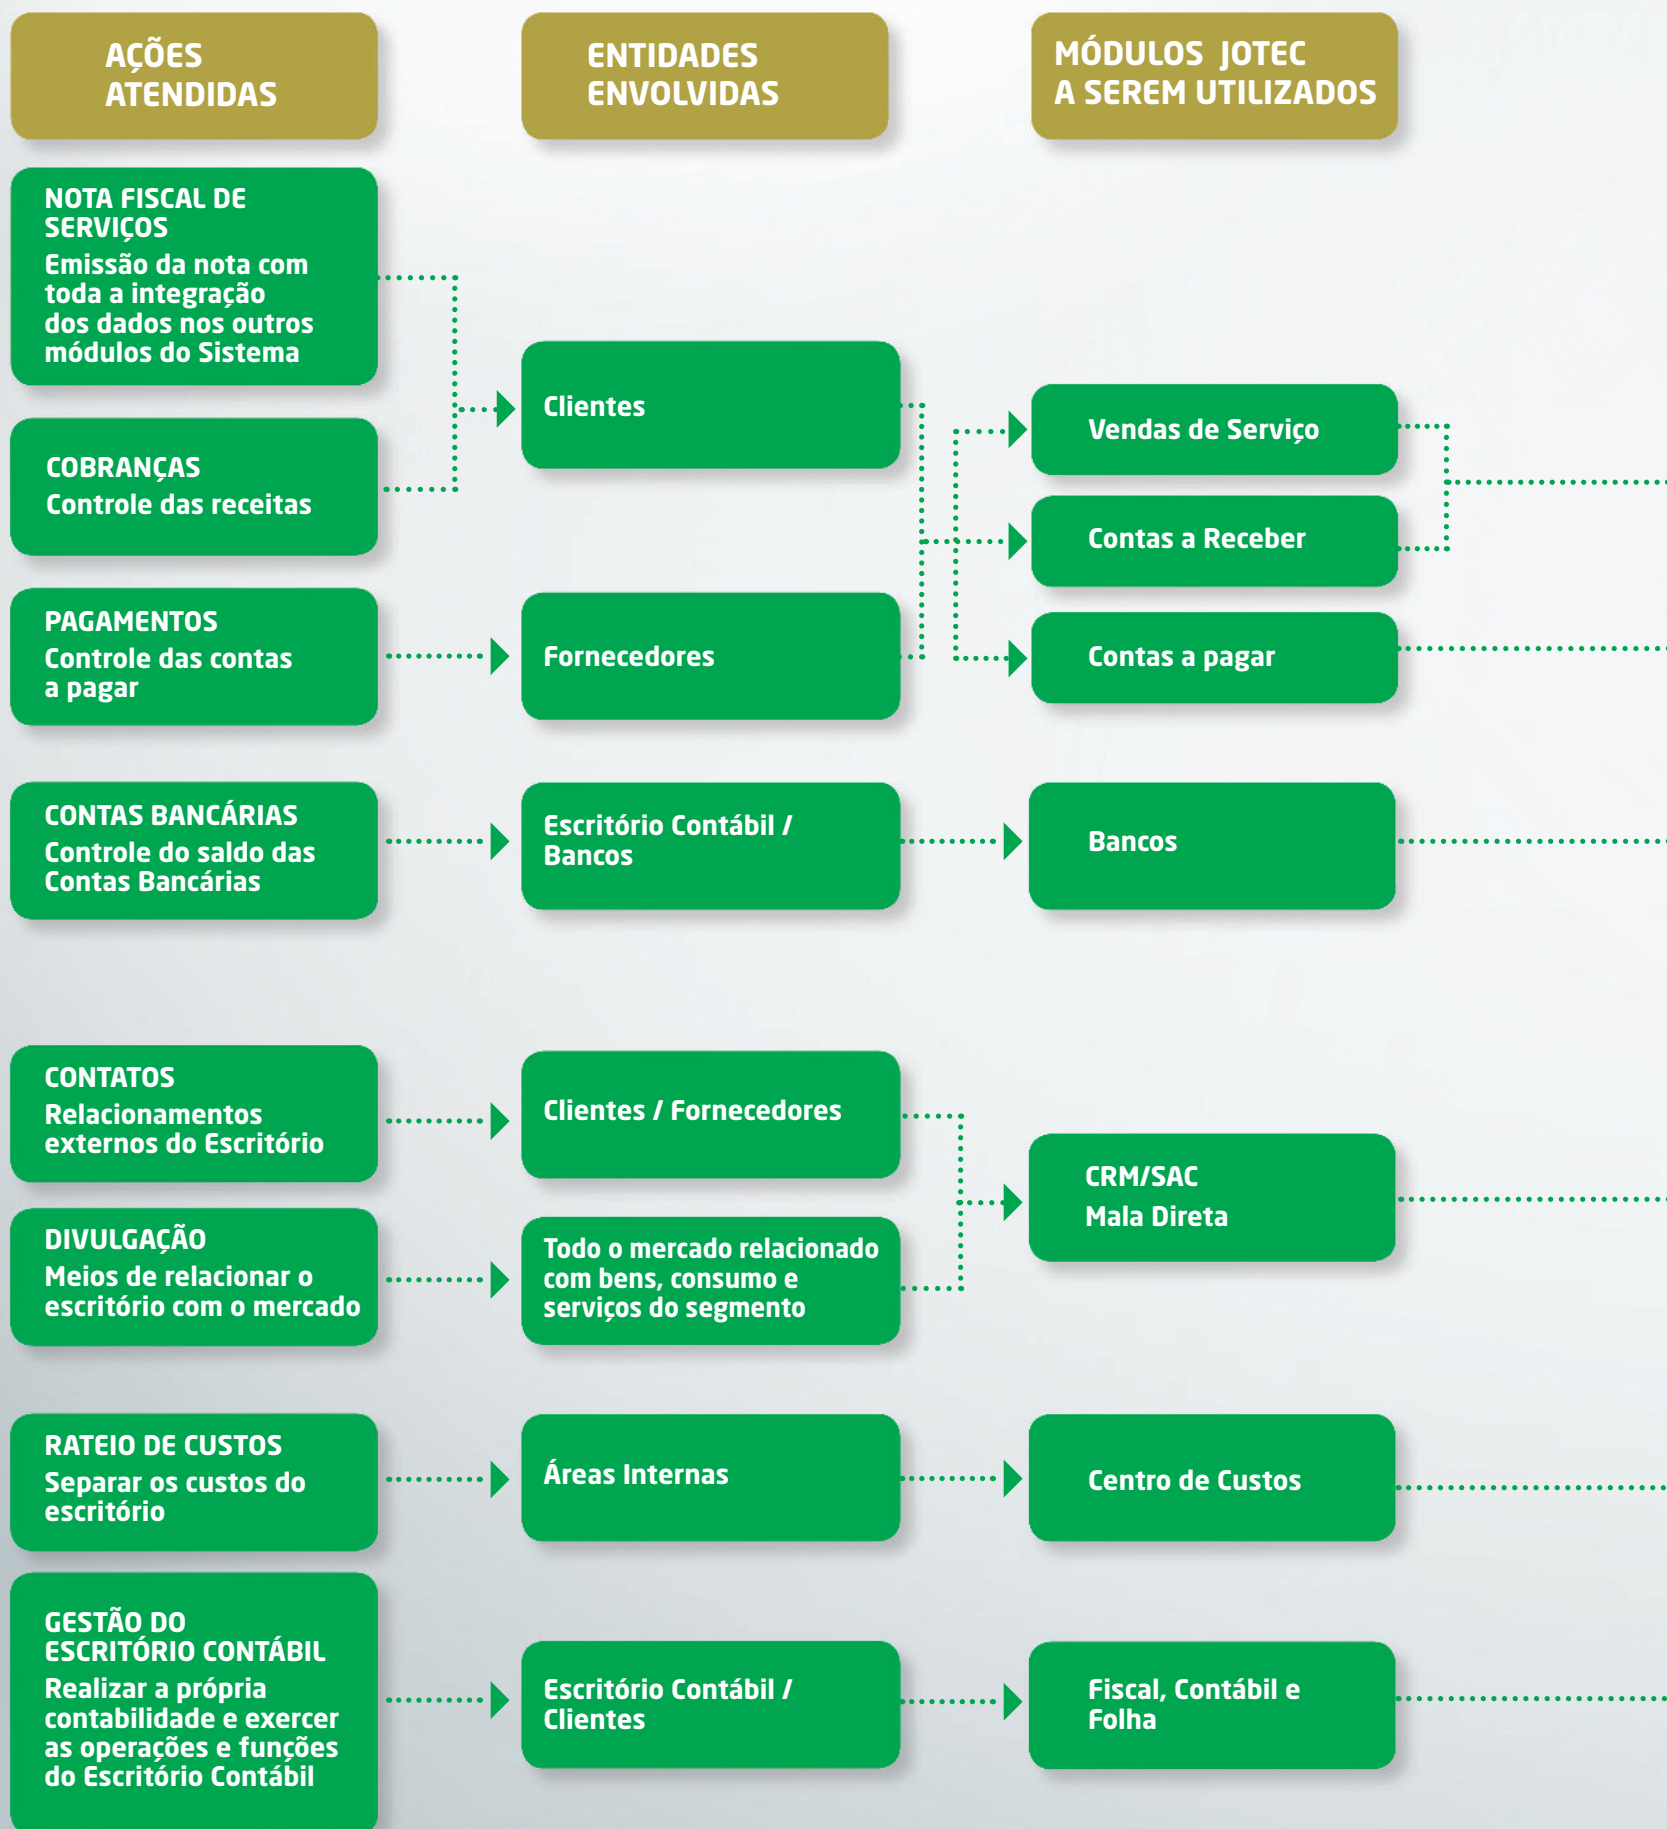 AÇÕES
ATENDIDAS
ENTIDADES
ENVOLVIDAS
MÓDULOS JOTEC
A SEREM UTILIZADOS
NOTA FISCAL DE
SERVIÇOS
Emissão da nota com
toda a integração
dos dados nos outros
módulos do Sistema
COBRANÇAS
Controle das receitas
PAGAMENTOS
Controle das contas
a pagar
Clientes
Fornecedores
Vendas de Serviço
Contas a Receber
Contas a pagar
CONTAS BANCÁRIAS
Controle do saldo das
Contas Bancárias
Escritório Contábil /
Bancos
Bancos
CONTATOS
Relacionamentos
externos do Escritório
Clientes / Fornecedores
DIVULGAÇÃO
Meios de relacionar o
escritório com o mercado
Todo o mercado relacionado
com bens, consumo e
serviços do segmento
CRM/SAC
Mala Direta
RATEIO DE CUSTOS
Separar os custos do
escritório
Áreas Internas
Centro de Custos
GESTÃO DO
ESCRITÓRIO CONTÁBIL
Realizar a própria
contabilidade e exercer
as operações e funções
do Escritório Contábil
Escritório Contábil /
Clientes
Fiscal, Contábil e
Folha